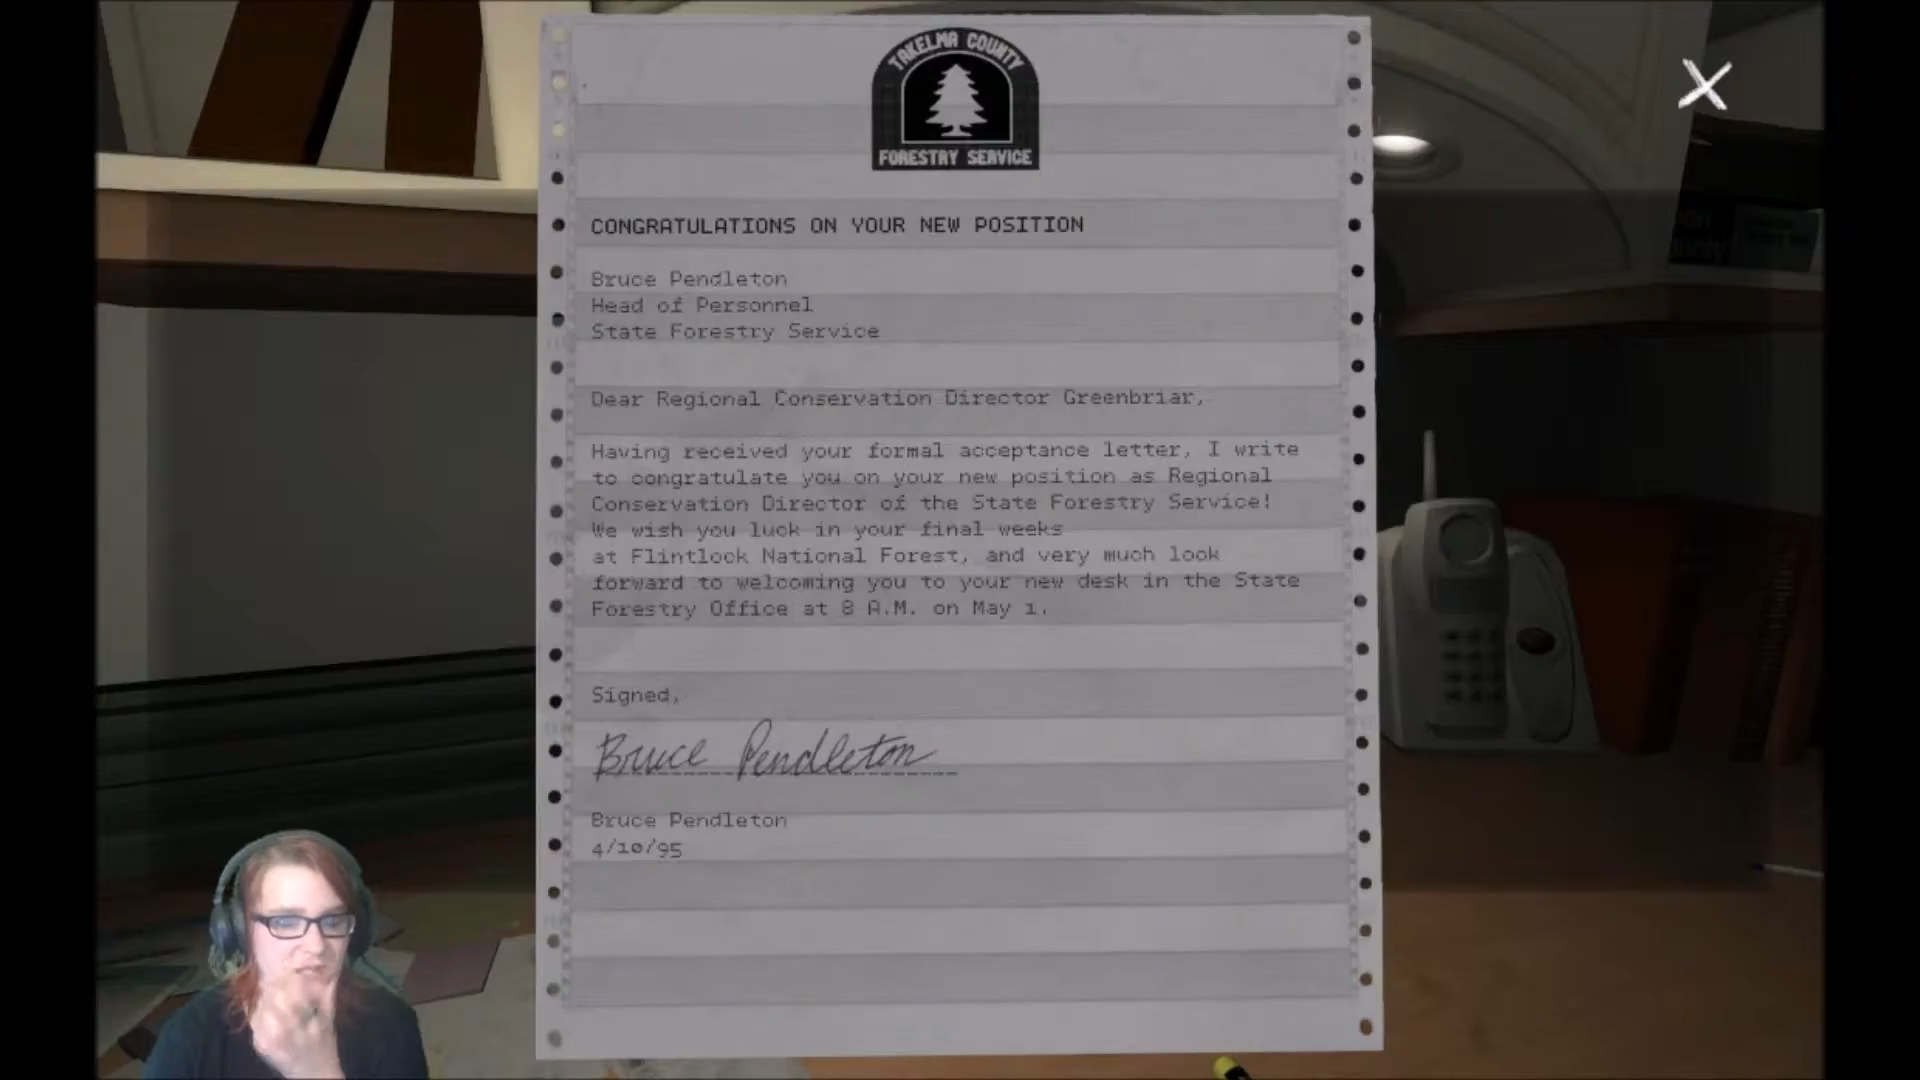 TAKELMA COUNTY
FORESTRY SERVICE
CONGRATULATIONS ON YOUR NEW POSITION
Bruce Pendleton
Head of Personnel
State Forestry Service
Dear Regional Conservation Director Greenbriar,
Having received your formal acceptance letter, I write
to congratulate you on your new position as Regional
Conservation Director of the State Forestry Service!
We wish you luck in your final weeks
at Flintlock National Forest, and very much look
forward to welcoming you to your new desk in the State
Forestry Office at 8 A.M. on May 1.
Signed,
Bruce Pendleton
Bruce Pendleton
4/10/95